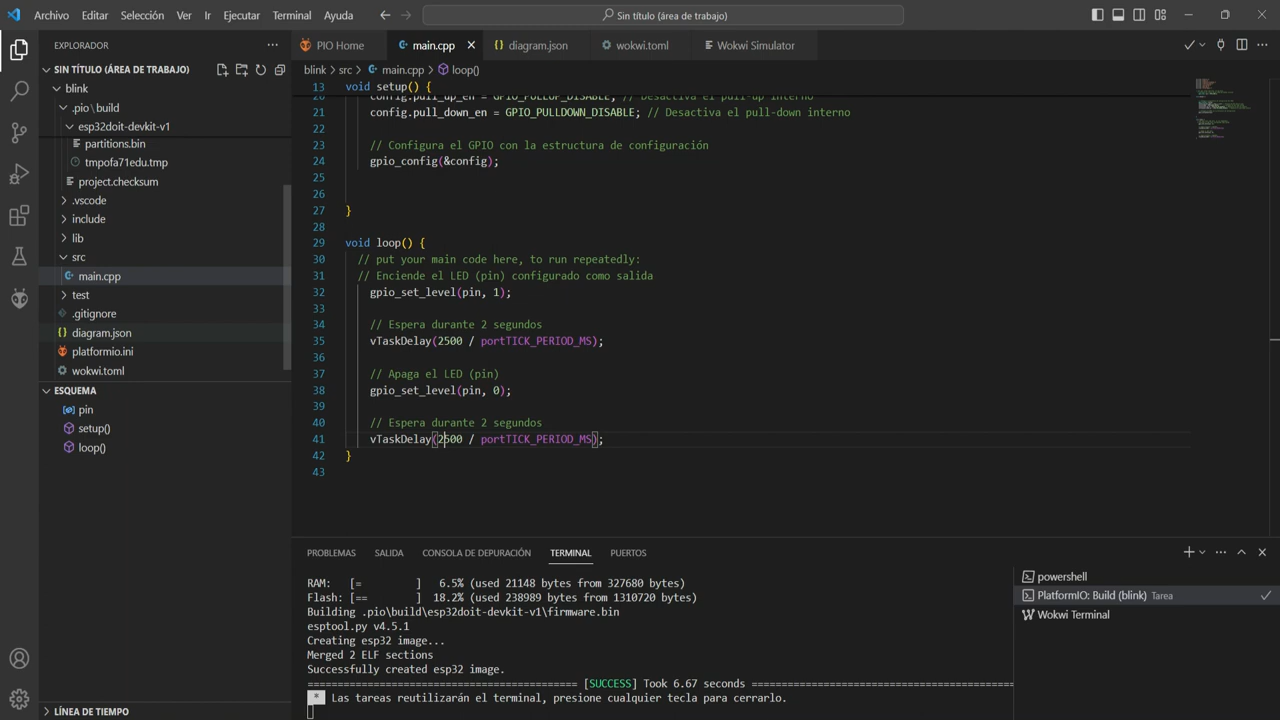 Archivo Editar Selección Ver Ir Ejecutar Terminal Ayuda
Sin título (área de trabajo)
EXPLORADOR
SIN TÍTULO (ÁREA DE TRABAJO)
blink
.pio \ build
esp32doit-devkit-v1
partitions.bin
tmpofa71edu.tmp
project.checksum
.vscode
include
lib
src
main.cpp
test
.gitignore
diagram.json
platformio.ini
wokwi.toml
ESQUEMA
pin
setup()
loop()
LÍNEA DE TIEMPO
PIO Home main.cpp diagram.json wokwi.toml Wokwi Simulator
blink > src > main.cpp > loop()
13 void setup() {
20 config.pull_up_en = GPIO_PULLUP_DISABLE; // Desactiva el pull-up interno
21 config.pull_down_en = GPIO_PULLDOWN_DISABLE; // Desactiva el pull-down interno
22
23 // Configura el GPIO con la estructura de configuración
24 gpio_config(&config);
25
26
27 }
28
29 void loop() {
30 // put your main code here, to run repeatedly:
31 // Enciende el LED (pin) configurado como salida
32 gpio_set_level(pin, 1);
33
34 // Espera durante 2 segundos
35 vTaskDelay(2500 / portTICK_PERIOD_MS);
36
37 // Apaga el LED (pin)
38 gpio_set_level(pin, 0);
39
40 // Espera durante 2 segundos
41 vTaskDelay(2500 / portTICK_PERIOD_MS);
42 }
43
PROBLEMAS SALIDA CONSOLA DE DEPURACIÓN TERMINAL PUERTOS
RAM: [= ] 6.5% (used 21148 bytes from 327680 bytes)
Flash: [== ] 18.2% (used 238989 bytes from 1310720 bytes)
Building .pio\build\esp32doit-devkit-v1\firmware.bin
esptool.py v4.5.1
Creating esp32 image...
Merged 2 ELF sections
Successfully created esp32 image.
========================================= [SUCCESS] Took 6.67 seconds =========================================
* Las tareas reutilizarán el terminal, presione cualquier tecla para cerrarlo.
powershell
PlatformIO: Build (blink) Tarea
Wokwi Terminal